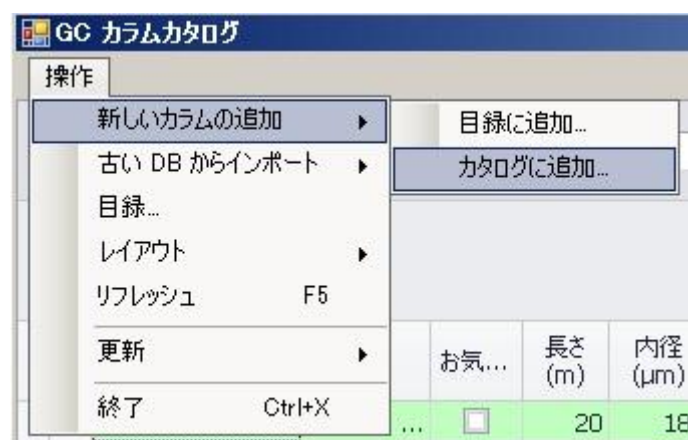 GC カラムカタログ
操作
新しいカラムの追加
目録に追加...
古い DB からインポート
カタログに追加...
目録...
レイアウト
リフレッシュ F5
更新
終了 Ctrl+X
お気...
長さ
(m)
内径
(μm)
...
20
18